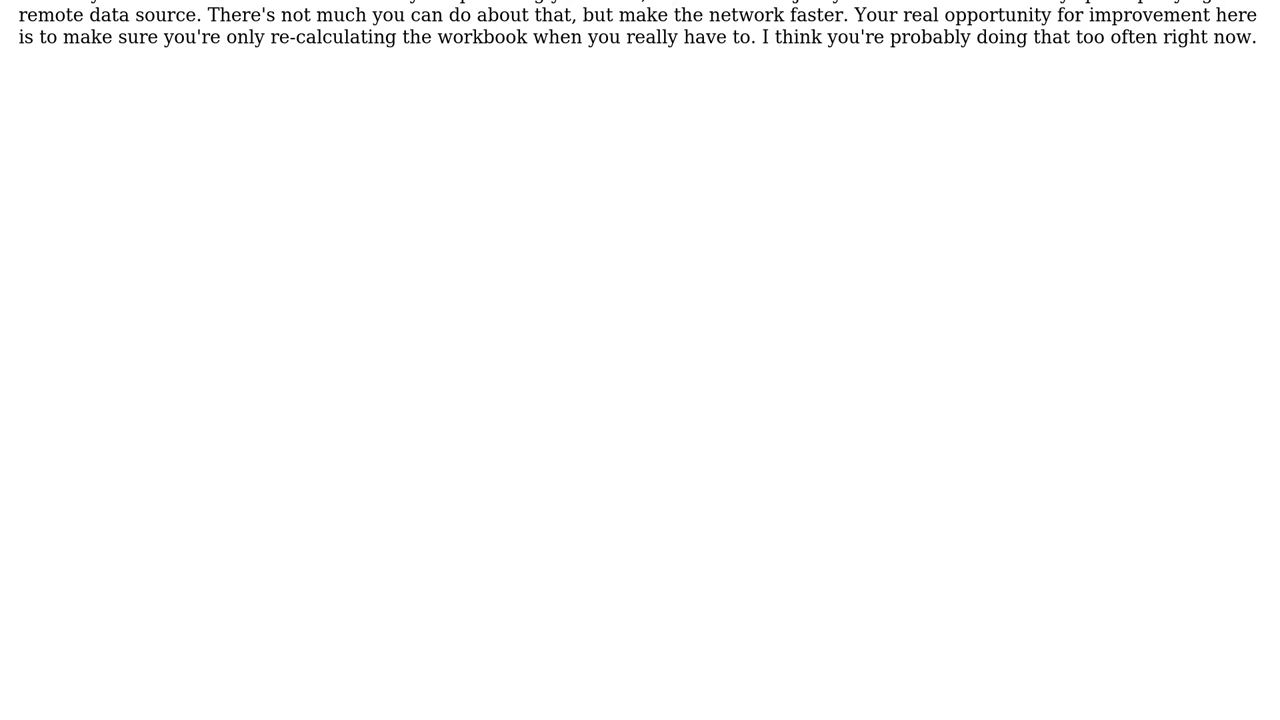 remote data source. There's not much you can do about that, but make the network faster. Your real opportunity for improvement here
is to make sure you're only re-calculating the workbook when you really have to. I think you're probably doing that too often right now.